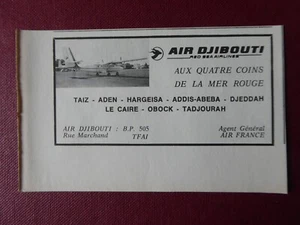 AIR DJIBOUTI
RED SEA AIRLINES
AUX QUATRE COINS
DE LA MER ROUGE
TAIZ - ADEN - HARGEISA - ADDIS-ABEBA - DJEDDAH
LE CAIRE - OBOCK - TADJOURAH
AIR DJIBOUTI : B.P. 505
Rue Marchand TFAI
Agent Général
AIR FRANCE